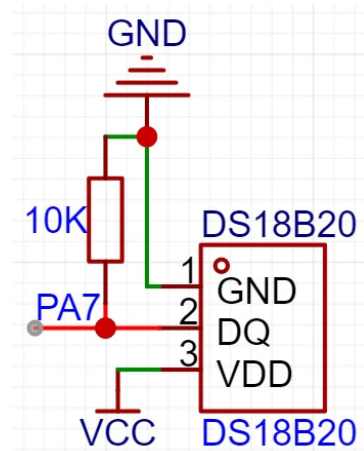 GND
10K
DS18B20
PA7
1
GND
2
DQ
3
VDD
VCC
DS18B20